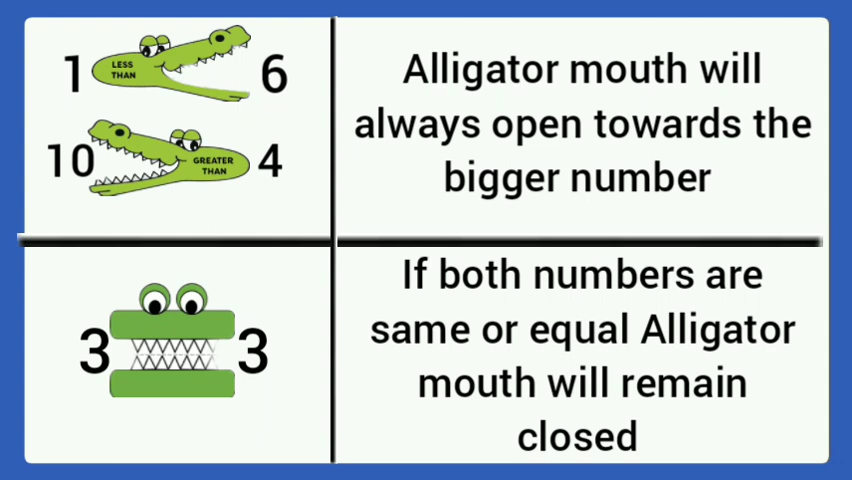 1 LESS THAN 6
10 GREATER THAN 4
Alligator mouth will
always open towards the
bigger number
3 3
If both numbers are
same or equal Alligator
mouth will remain
closed